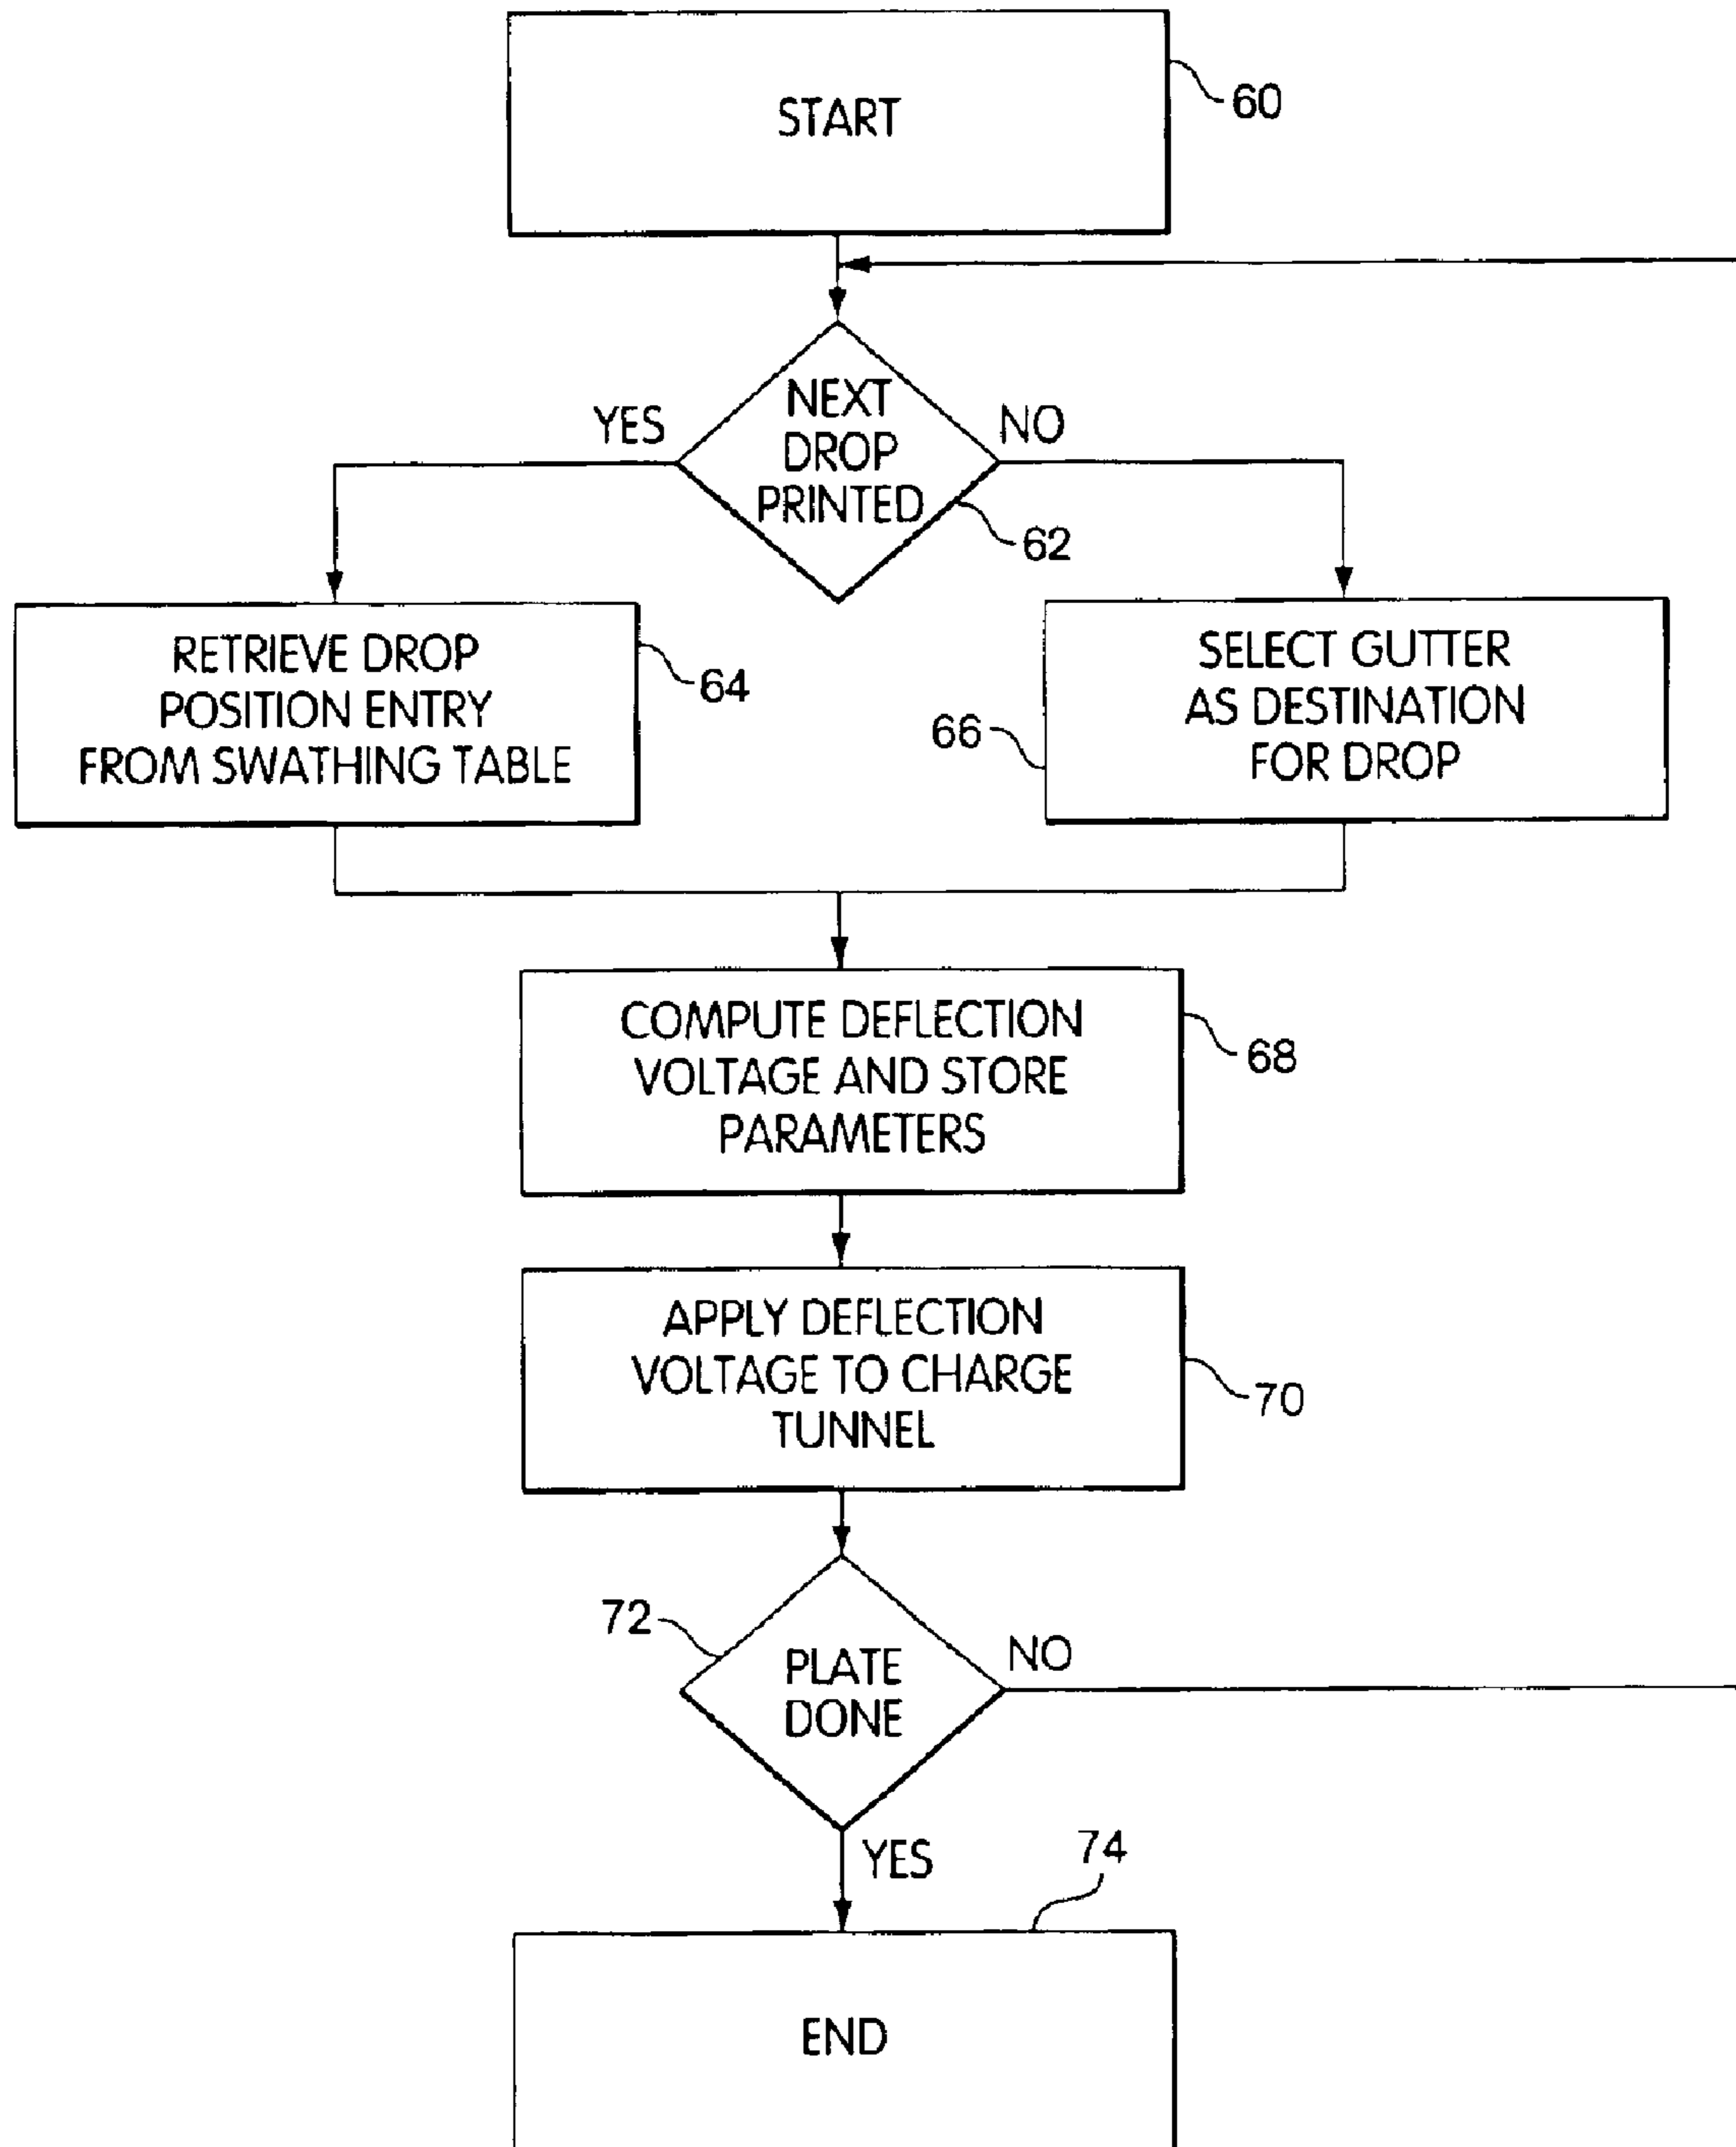 START
60
NEXT
DROP
PRINTED
YES
NO
62
RETRIEVE DROP
POSITION ENTRY
FROM SWATHING TABLE
64
SELECT GUTTER
AS DESTINATION
FOR DROP
66
COMPUTE DEFLECTION
VOLTAGE AND STORE
PARAMETERS
68
APPLY DEFLECTION
VOLTAGE TO CHARGE
TUNNEL
70
72
PLATE
DONE
NO
YES
74
END